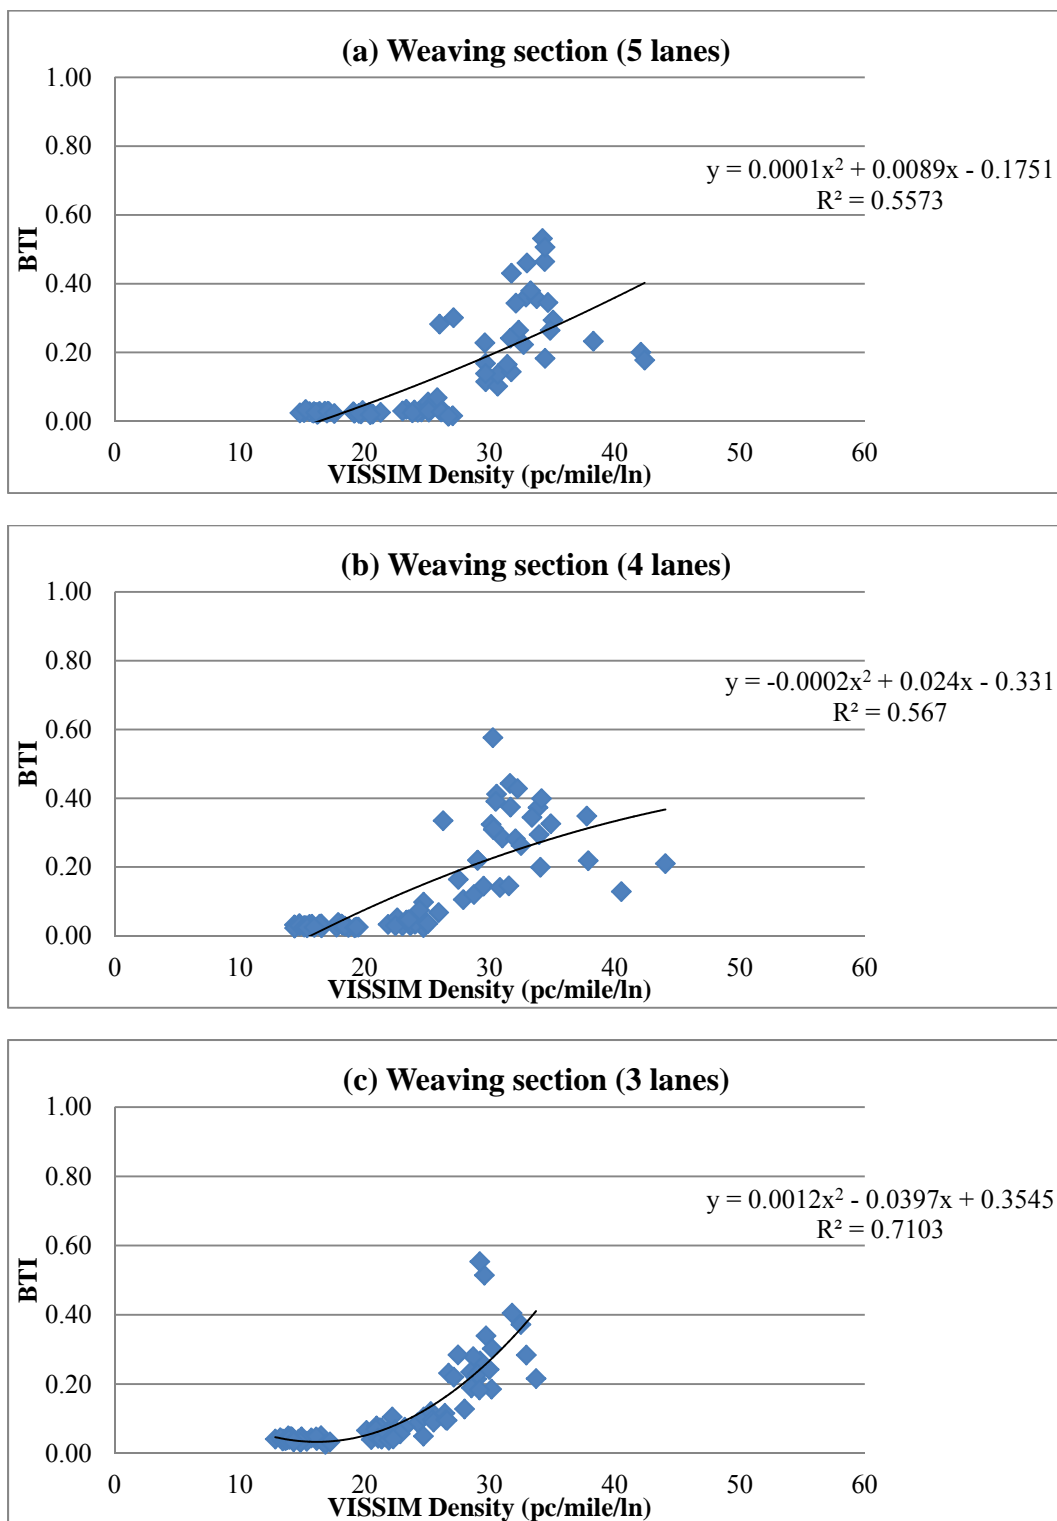 (a) Weaving section (5 lanes)
1.00
0.80
y = 0.0001x² + 0.0089x - 0.1751
R² = 0.5573
0.60
BTI
0.40
0.20
0.00
0 10 20 30 40 50 60
VISSIM Density (pc/mile/ln)
(b) Weaving section (4 lanes)
1.00
0.80
y = -0.0002x² + 0.024x - 0.331
R² = 0.567
0.60
BTI
0.40
0.20
0.00
0 10 20 30 40 50 60
VISSIM Density (pc/mile/ln)
(c) Weaving section (3 lanes)
1.00
0.80
y = 0.0012x² - 0.0397x + 0.3545
R² = 0.7103
0.60
BTI
0.40
0.20
0.00
0 10 20 30 40 50 60
VISSIM Density (pc/mile/ln)